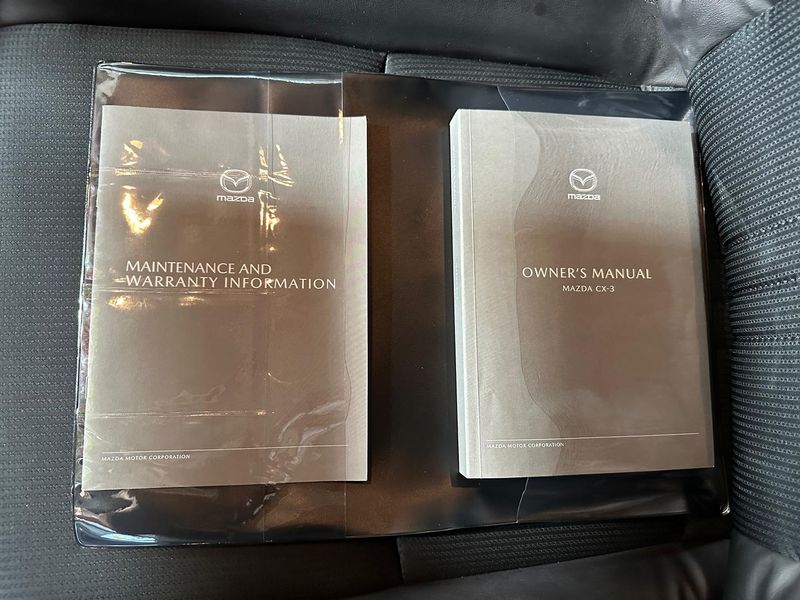 mazda
MAINTENANCE AND
WARRANTY INFORMATION
MAZDA MOTOR CORPORATION
mazda
OWNER'S MANUAL
MAZDA CX-3
MAZDA MOTOR CORPORATION